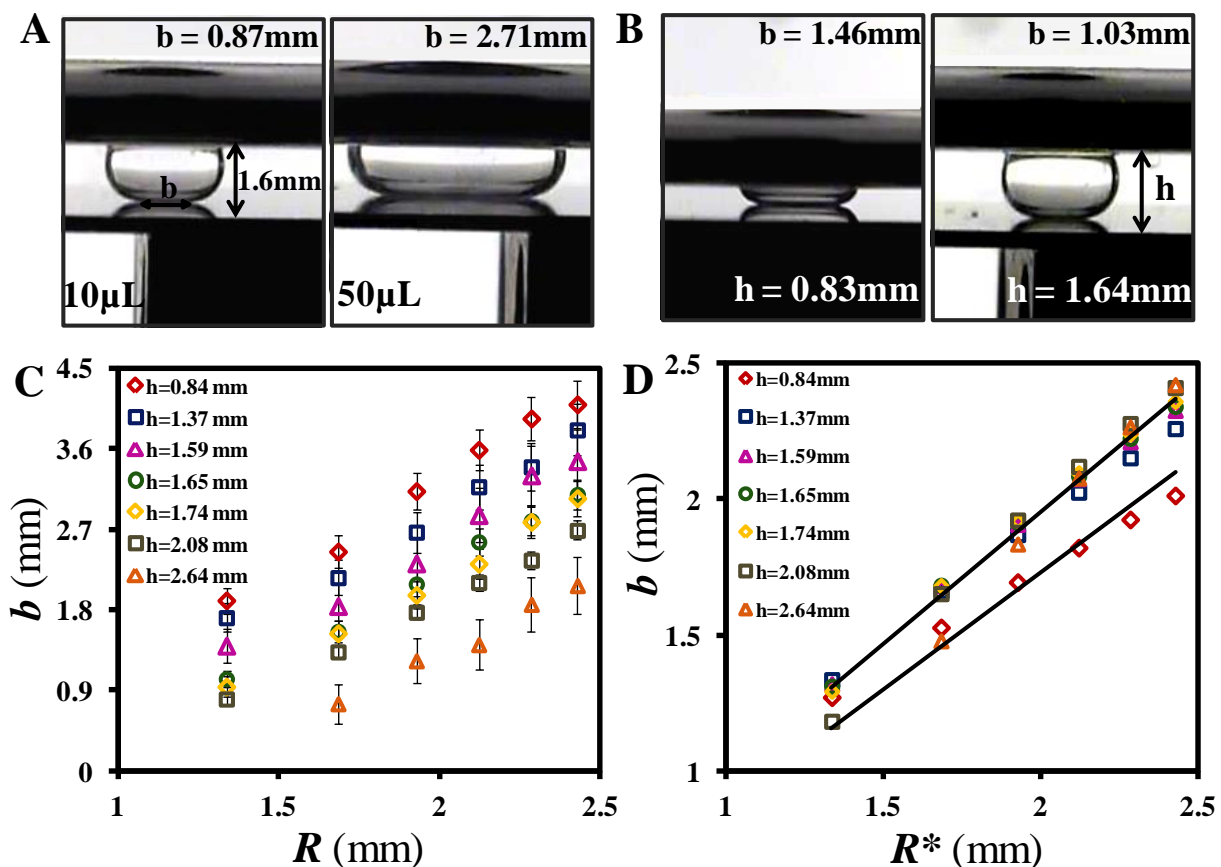 A
b = 0.87mm
b = 2.71mm
b
1.6mm
10µL
50µL
B
b = 1.46mm
b = 1.03mm
h
h = 0.83mm
h = 1.64mm
C
4.5
3.6
2.7
1.8
0.9
0
b (mm)
h=0.84 mm
h=1.37 mm
h=1.59 mm
h=1.65 mm
h=1.74 mm
h=2.08 mm
h=2.64 mm
1 1.5 2 2.5
R (mm)
D
2.5
2
1.5
1
b (mm)
h=0.84mm
h=1.37mm
h=1.59mm
h=1.65mm
h=1.74mm
h=2.08mm
h=2.64mm
1 1.5 2 2.5
R* (mm)